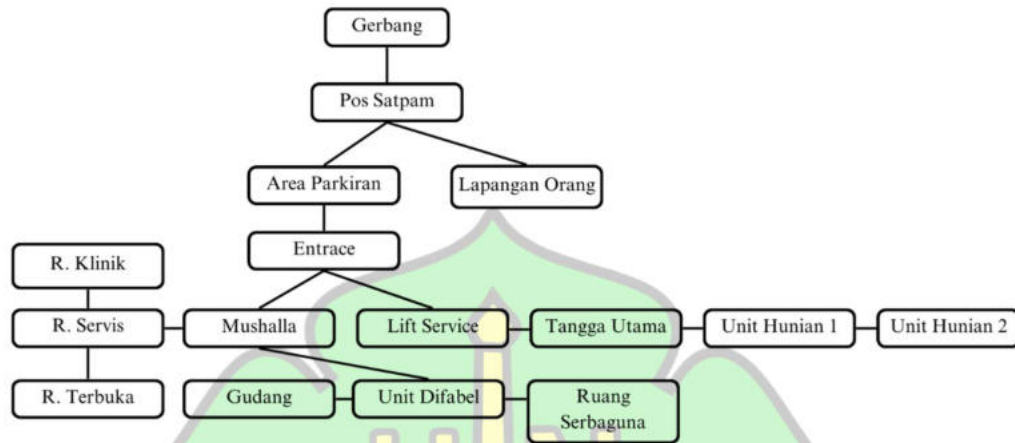 Gerbang
Pos Satpam
Area Parkiran
Lapangan Orang
Entrace
R. Klinik
R. Servis
Mushalla
Lift Service
Tangga Utama
Unit Hunian 1
Unit Hunian 2
R. Terbuka
Gudang
Unit Difabel
Ruang
Serbaguna